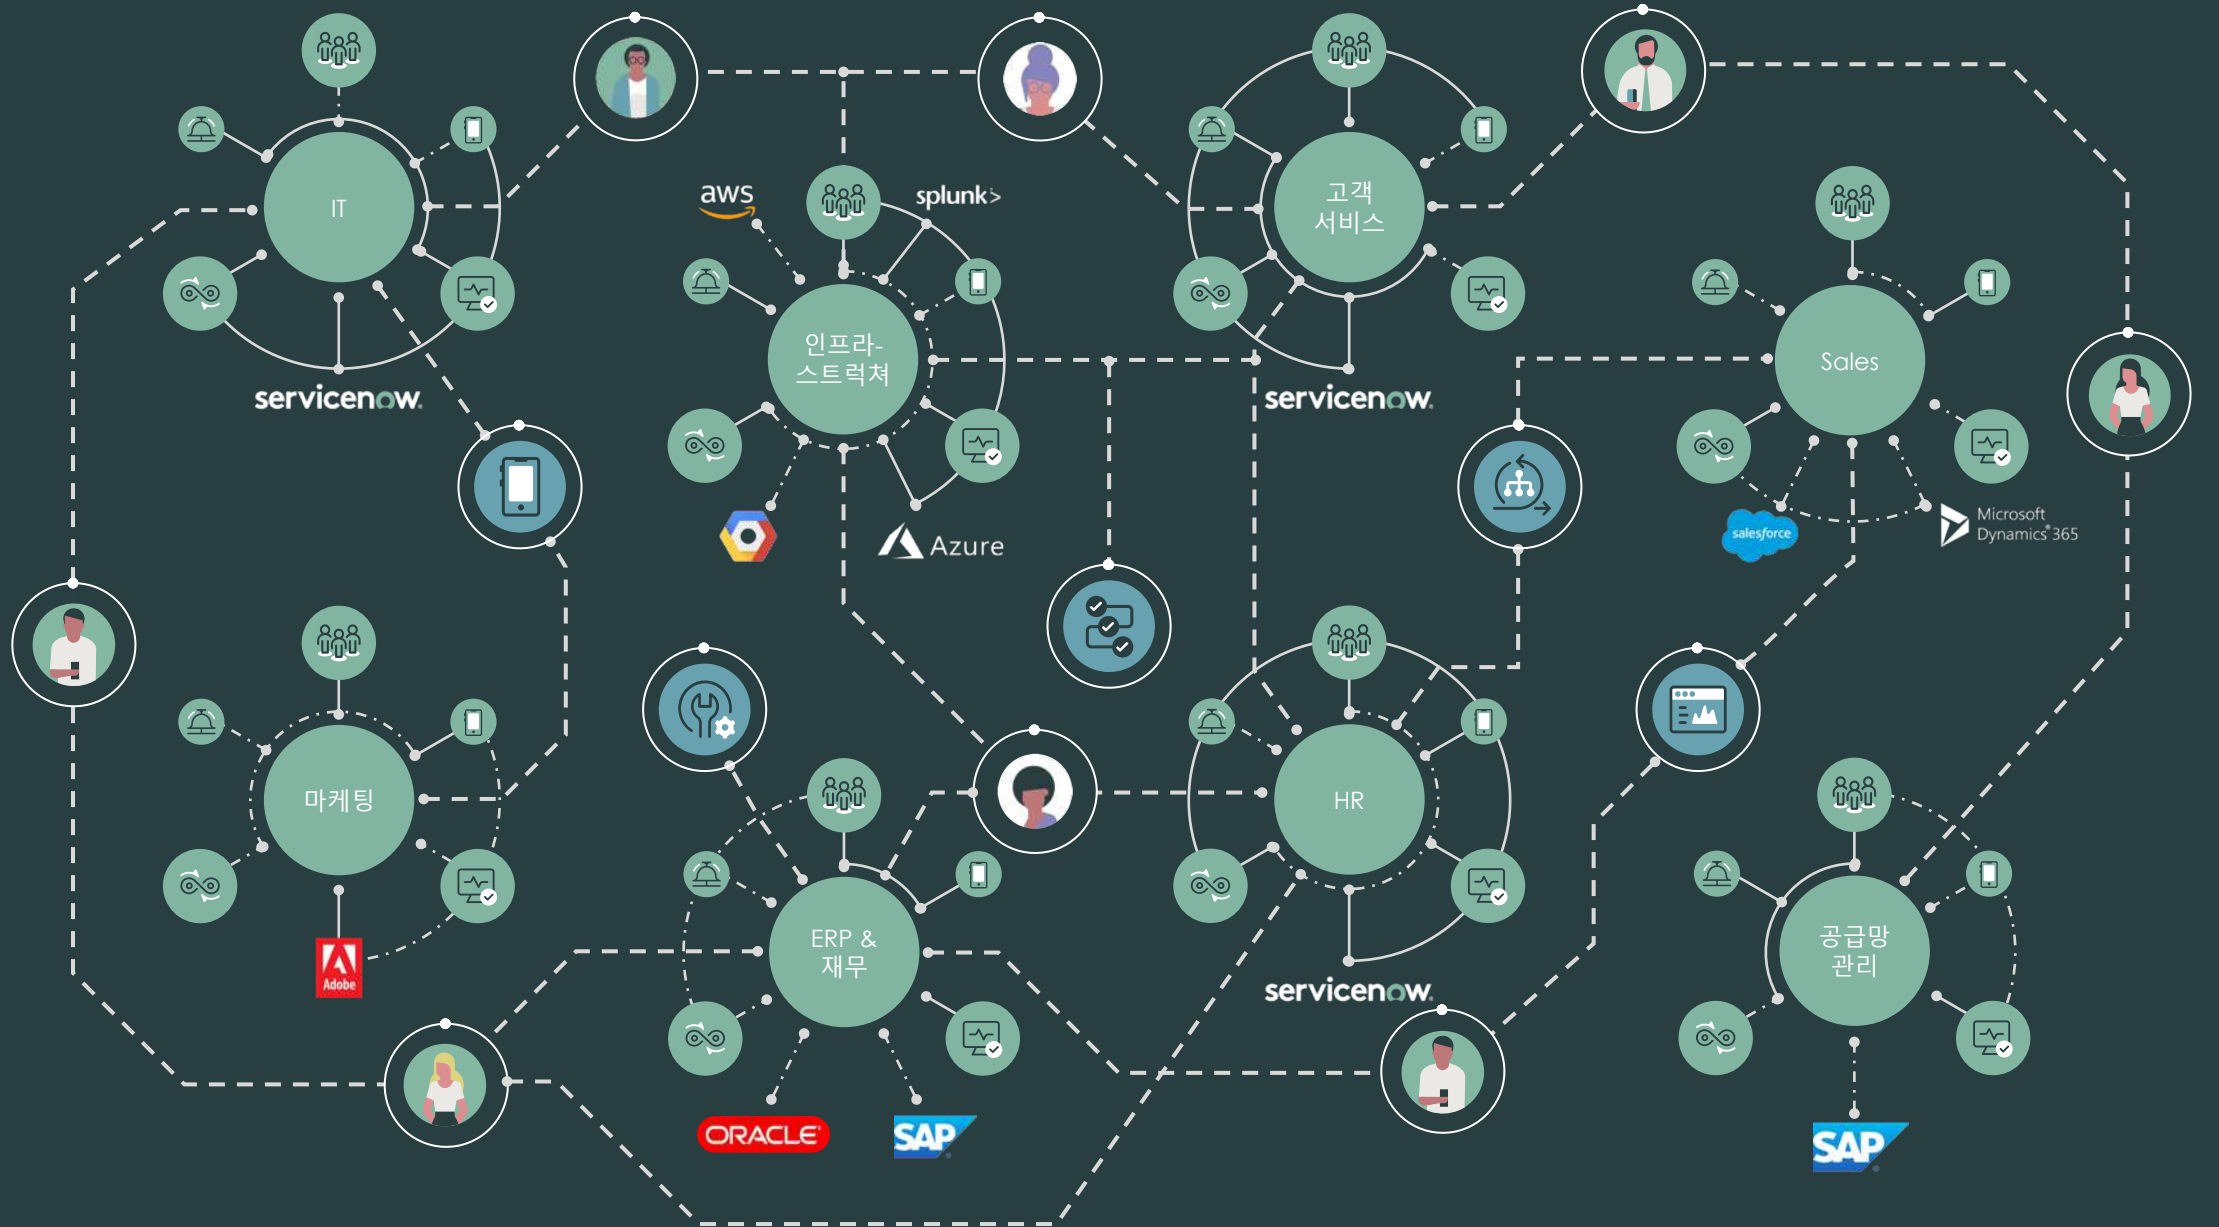 IT
servicenow.
aws
splunk>
인프라-
스트럭쳐
Azure
고객
서비스
servicenow.
Sales
salesforce
Microsoft
Dynamics® 365
마케팅
Adobe
ERP &
재무
ORACLE®
SAP®
HR
servicenow.
공급망
관리
SAP®